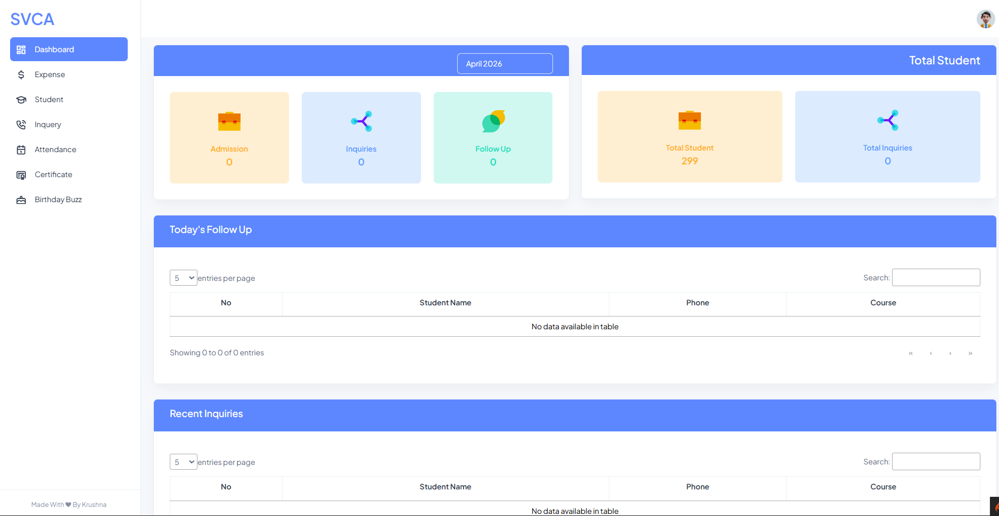 SVCA
Dashboard
Expense
Student
Inquery
Attendance
Certificate
Birthday Buzz
Made With ♥ By Krushna
April 2026
Admission
0
Inquiries
0
Follow Up
0
Total Student
Total Student
299
Total Inquiries
0
Today's Follow Up
5 entries per page
Search:
No Student Name Phone Course
No data available in table
Showing 0 to 0 of 0 entries
« ‹ › »
Recent Inquiries
5 entries per page
Search:
No Student Name Phone Course
No data available in table